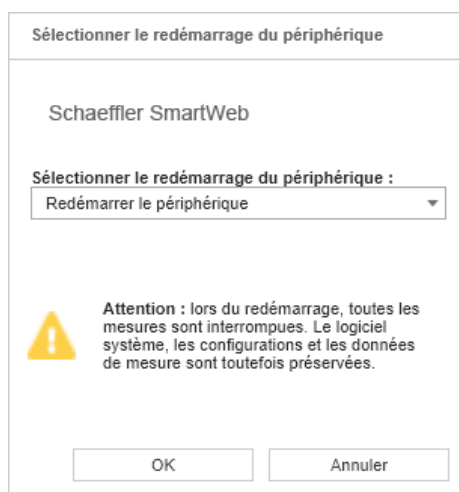 Sélectionner le redémarrage du périphérique
Schaeffler SmartWeb
Sélectionner le redémarrage du périphérique :
Redémarrer le périphérique
Attention : lors du redémarrage, toutes les
mesures sont interrompues. Le logiciel
système, les configurations et les données
de mesure sont toutefois préservées.
OK
Annuler